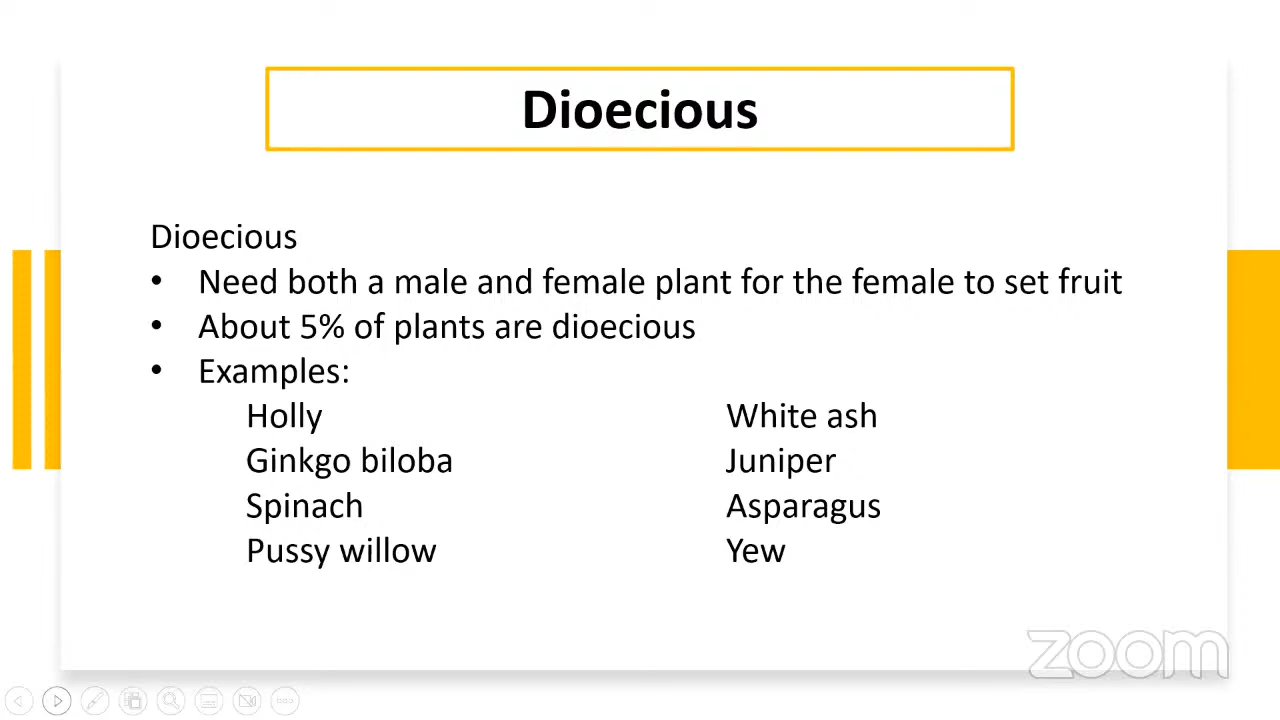 Dioecious
Dioecious
• Need both a male and female plant for the female to set fruit
• About 5% of plants are dioecious
• Examples:
Holly White ash
Ginkgo biloba Juniper
Spinach Asparagus
Pussy willow Yew
zoom